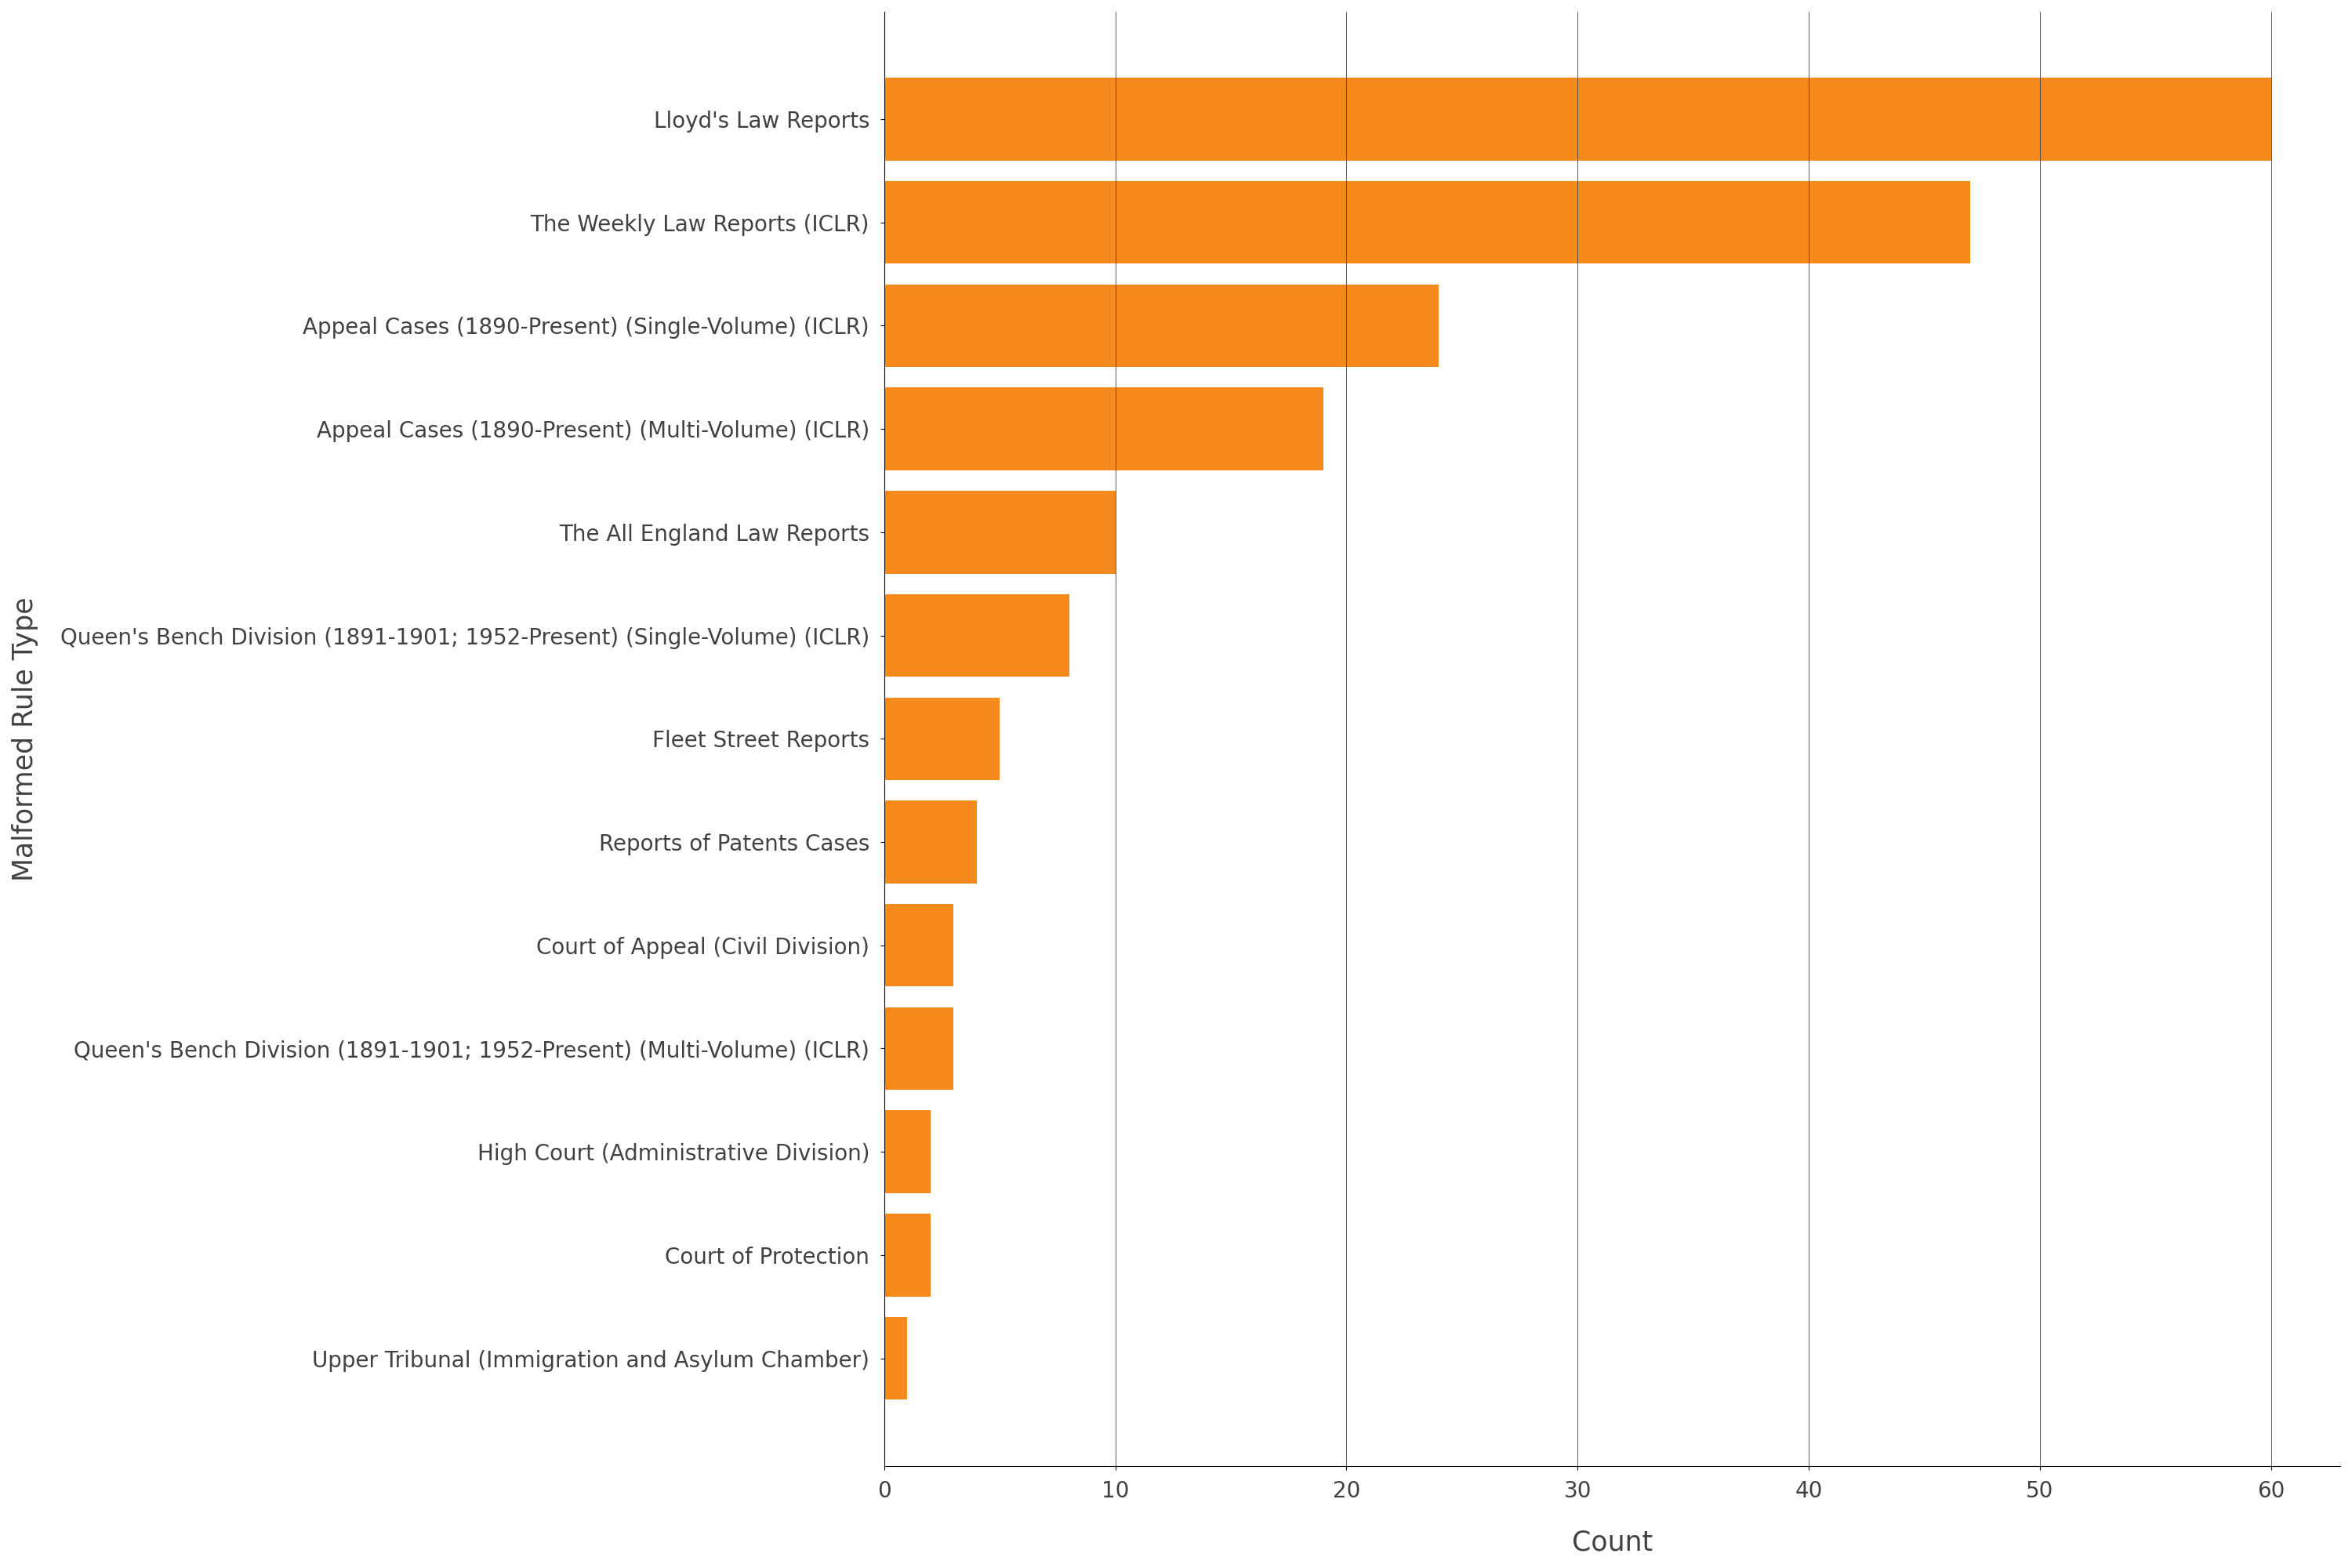 Malformed Rule Type
Lloyd's Law Reports
The Weekly Law Reports (ICLR)
Appeal Cases (1890-Present) (Single-Volume) (ICLR)
Appeal Cases (1890-Present) (Multi-Volume) (ICLR)
The All England Law Reports
Queen's Bench Division (1891-1901; 1952-Present) (Single-Volume) (ICLR)
Fleet Street Reports
Reports of Patents Cases
Court of Appeal (Civil Division)
Queen's Bench Division (1891-1901; 1952-Present) (Multi-Volume) (ICLR)
High Court (Administrative Division)
Court of Protection
Upper Tribunal (Immigration and Asylum Chamber)
0 10 20 30 40 50 60
Count